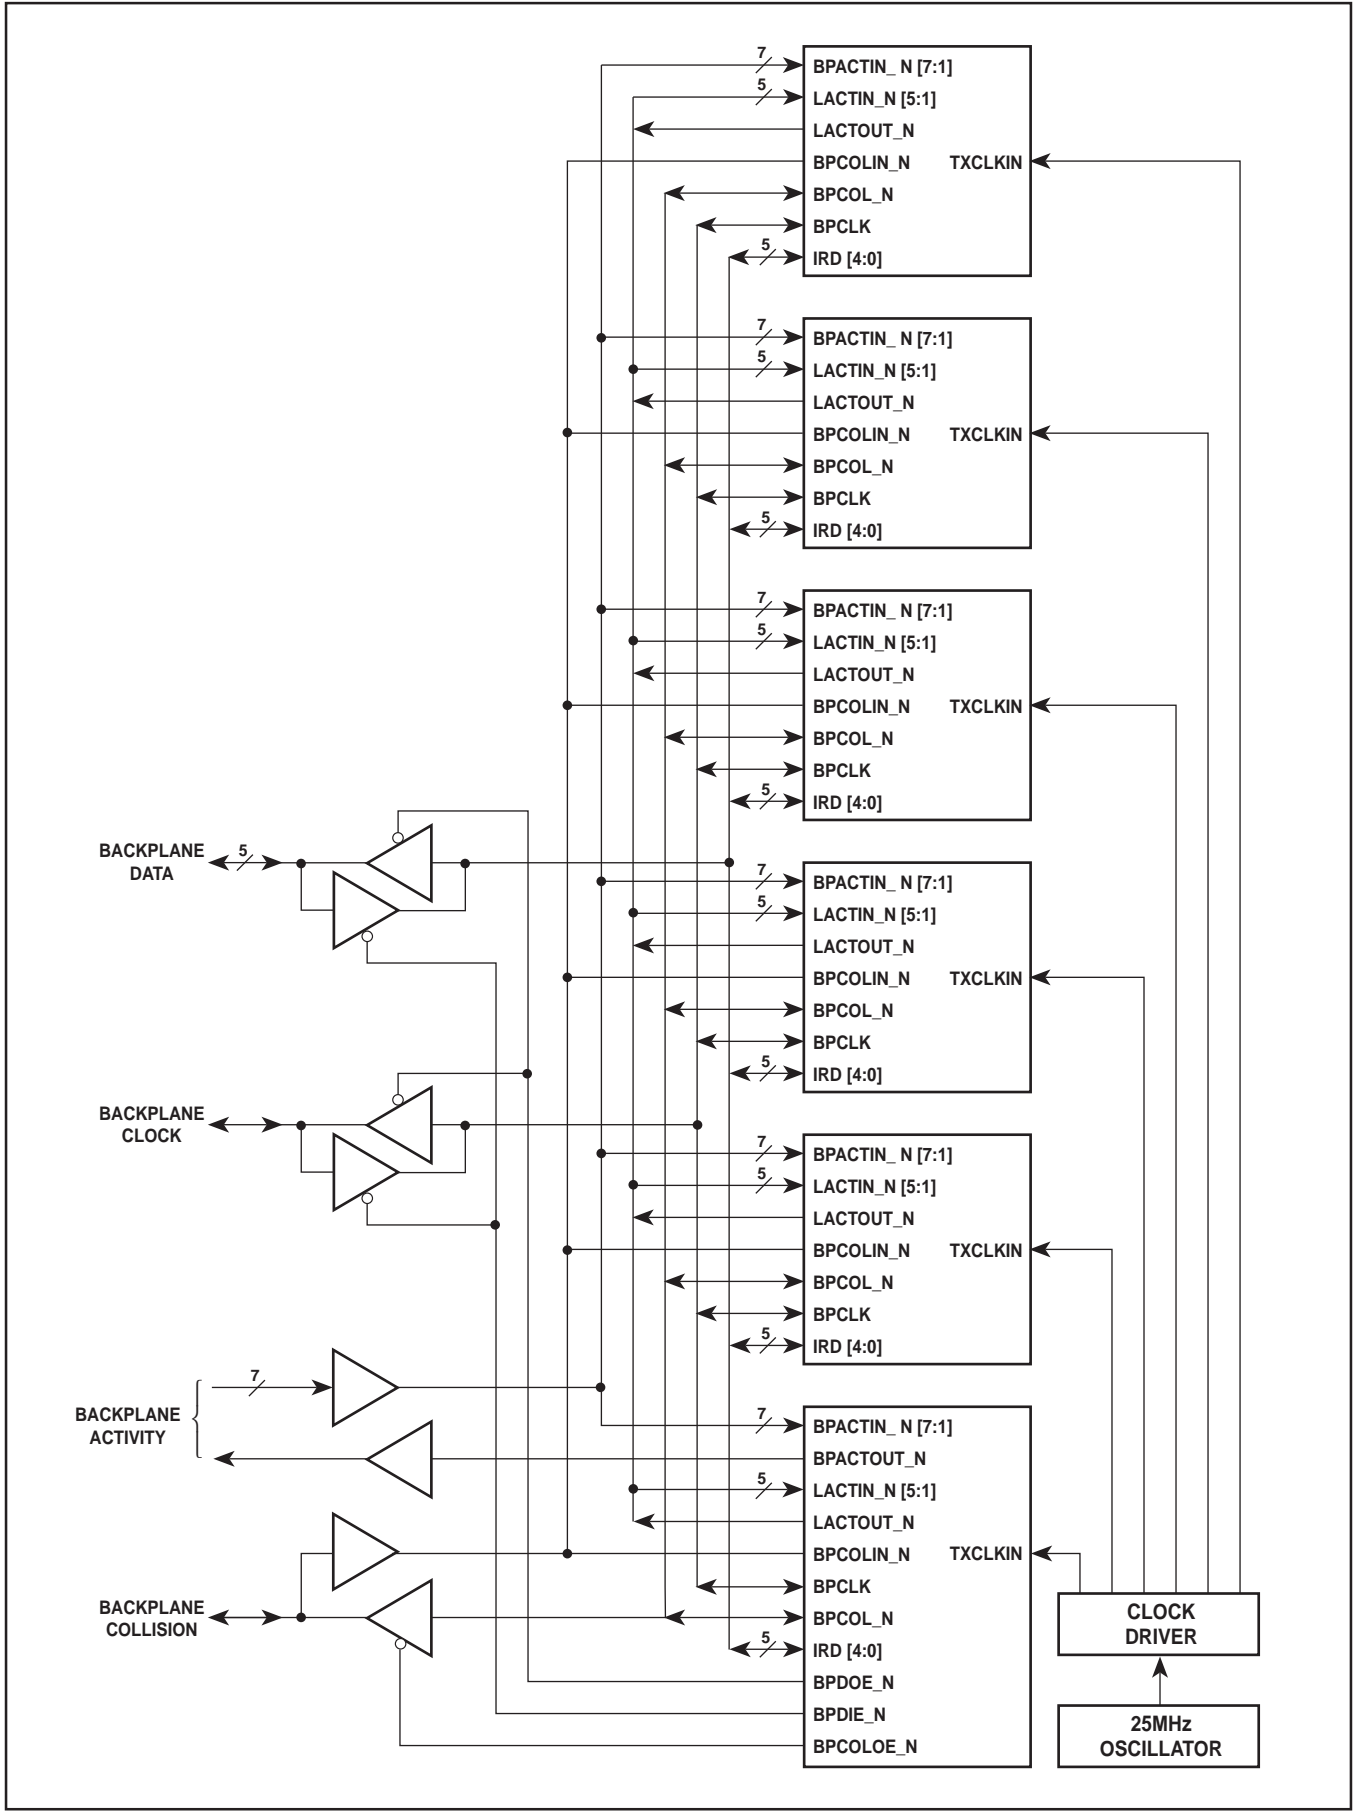 7
BPACTIN_ N [7:1]
5
LACTIN_N [5:1]
LACTOUT_N
BPCOLIN_N TXCLKIN
BPCOL_N
BPCLK
5
IRD [4:0]
7
BPACTIN_ N [7:1]
5
LACTIN_N [5:1]
LACTOUT_N
BPCOLIN_N TXCLKIN
BPCOL_N
BPCLK
5
IRD [4:0]
7
BPACTIN_ N [7:1]
5
LACTIN_N [5:1]
LACTOUT_N
BPCOLIN_N TXCLKIN
BPCOL_N
BPCLK
5
IRD [4:0]
BACKPLANE
DATA
5
7
BPACTIN_ N [7:1]
5
LACTIN_N [5:1]
LACTOUT_N
BPCOLIN_N TXCLKIN
BPCOL_N
BPCLK
5
IRD [4:0]
BACKPLANE
CLOCK
7
BPACTIN_ N [7:1]
5
LACTIN_N [5:1]
LACTOUT_N
BPCOLIN_N TXCLKIN
BPCOL_N
BPCLK
5
IRD [4:0]
7
BACKPLANE
ACTIVITY
7
BPACTIN_ N [7:1]
BPACTOUT_N
5
LACTIN_N [5:1]
LACTOUT_N
BPCOLIN_N TXCLKIN
BPCLK
BACKPLANE
COLLISION
BPCOL_N
5
IRD [4:0]
BPDOE_N
BPDIE_N
BPCOLOE_N
CLOCK
DRIVER
25MHz
OSCILLATOR